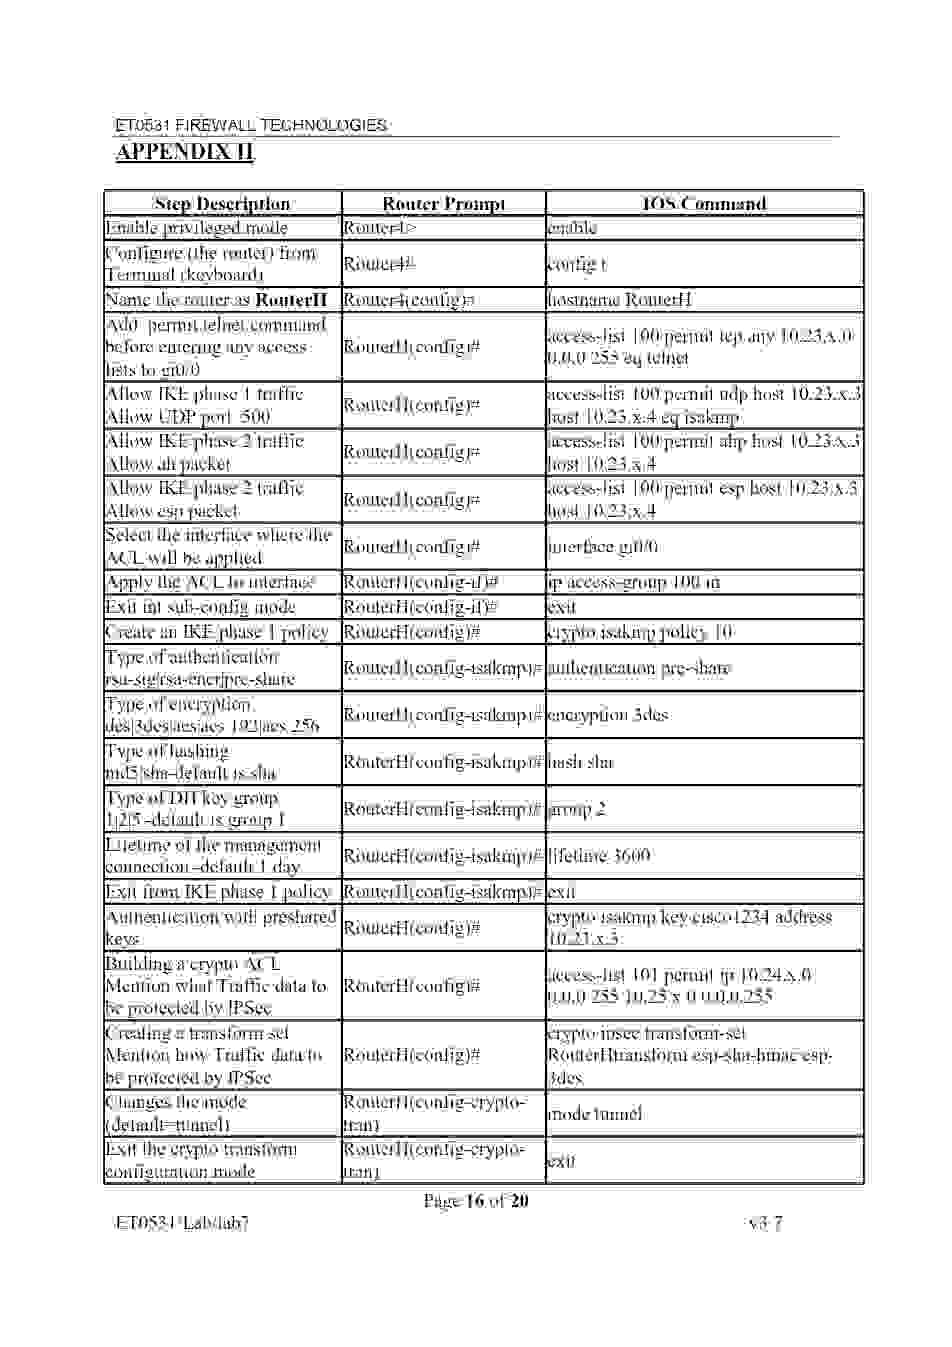 ET0531 FIREWALL TECHNOLOGIES
APPENDIX II
Step Description Router Prompt IOS Command
Enable privileged mode Router4> enable
Configure (the router) from
Terminal (keyboard) Router4# config t
Name the router as RouterH Router4(config)# hostname RouterH
Add permit telnet command
before entering any access
lists to gi0/0 RouterH(config)# access-list 100 permit tcp any 10.23.x.0
0.0.0.255 eq telnet
Allow IKE phase 1 traffic
Allow UDP port 500 RouterH(config)# access-list 100 permit udp host 10.23.x.3
host 10.23.x.4 eq isakmp
Allow IKE phase 2 traffic
Allow ah packet RouterH(config)# access-list 100 permit ahp host 10.23.x.3
host 10.23.x.4
Allow IKE phase 2 traffic
Allow esp packet RouterH(config)# access-list 100 permit esp host 10.23.x.3
host 10.23.x.4
Select the interface where the
ACL will be applied RouterH(config)# interface gi0/0
Apply the ACL to interface RouterH(config-if)# ip access-group 100 in
Exit int sub-config mode RouterH(config-if)# exit
Create an IKE phase 1 policy RouterH(config)# crypto isakmp policy 10
Type of authentication
rsa-sig|rsa-encr|pre-share RouterH(config-isakmp)# authentication pre-share
Type of encryption
des|3des|aes|aes 192|aes 256 RouterH(config-isakmp)# encryption 3des
Type of hashing
md5|sha-default is sha RouterH(config-isakmp)# hash sha
Type of DH key group
1|2|5 -default is group 1 RouterH(config-isakmp)# group 2
Lifetime of the management
connection -default 1 day RouterH(config-isakmp)# lifetime 3600
Exit from IKE phase 1 policy RouterH(config-isakmp)# exit
Authentication with preshared
keys RouterH(config)# crypto isakmp key cisco1234 address
10.23.x.3
Building a crypto ACL
Mention what Traffic data to
be protected by IPSec RouterH(config)# access-list 101 permit ip 10.24.x.0
0.0.0.255 10.25.x.0 0.0.0.255
Creating a transform set
Mention how Traffic data to
be protected by IPSec RouterH(config)# crypto ipsec transform-set
RouterHtransform esp-sha-hmac esp-
3des
Changes the mode
(default=tunnel) RouterH(config-crypto-
tran) mode tunnel
Exit the crypto transform
configuration mode RouterH(config-crypto-
tran) exit
Page 16 of 20
ET0531/Lab/lab7 v3.7